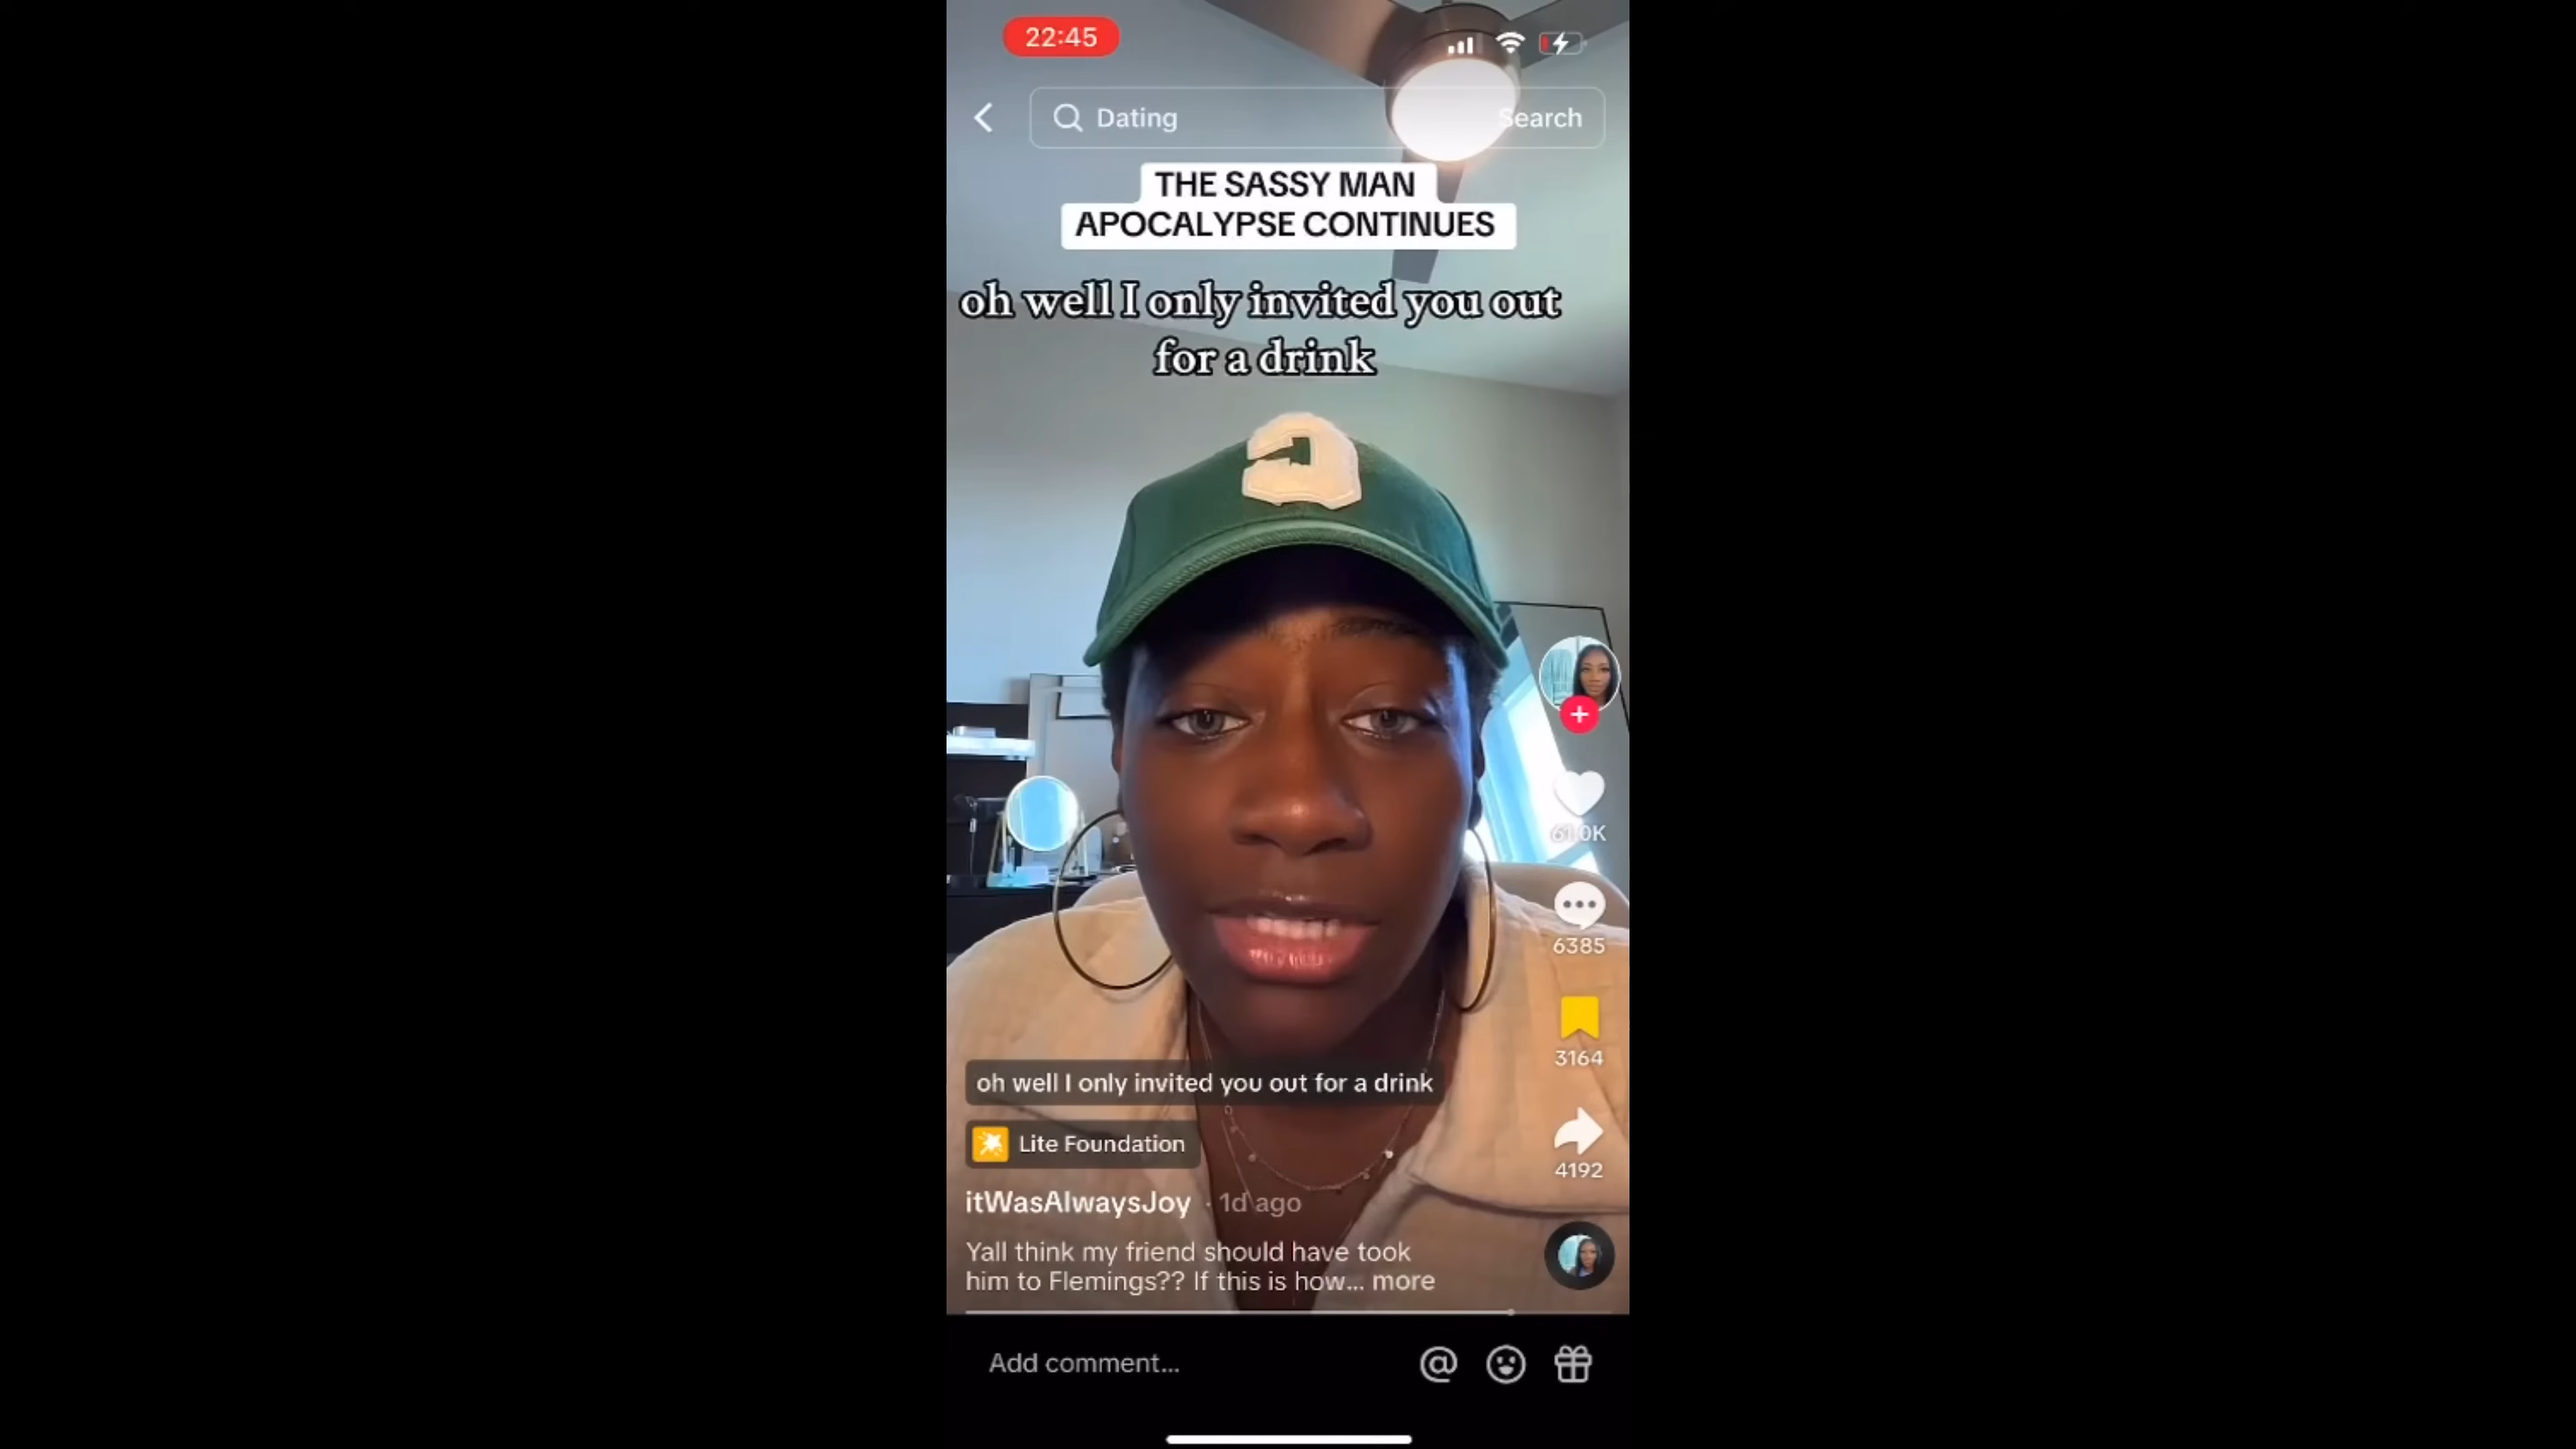 22:45
Dating
Search
THE SASSY MAN
APOCALYPSE CONTINUES
oh well I only invited you out
for a drink
61.0K
6385
oh well I only invited you out for a drink
3164
Lite Foundation
4192
itWasAlwaysJoy · 1d ago
Yall think my friend should have took
him to Flemings?? If this is how... more
Add comment...